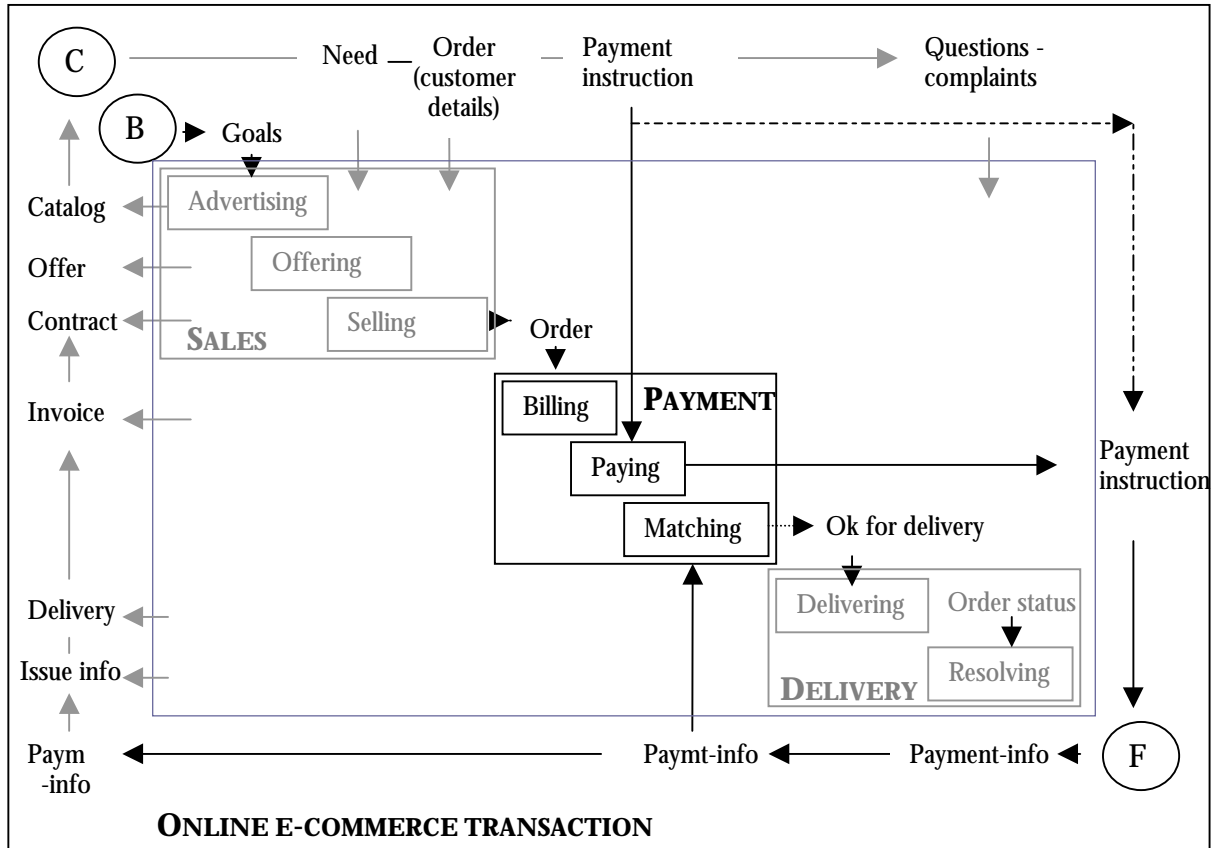 C
Need
Order
(customer
details)
Payment
instruction
Questions -
complaints
B
Goals
Catalog
Advertising
Offer
Offering
Contract
Selling
SALES
Order
Invoice
Billing
PAYMENT
Paying
Payment
instruction
Matching
Ok for delivery
Delivery
Delivering
Order status
Issue info
Resolving
DELIVERY
Paym
-info
Paymt-info
Payment-info
F
ONLINE E-COMMERCE TRANSACTION